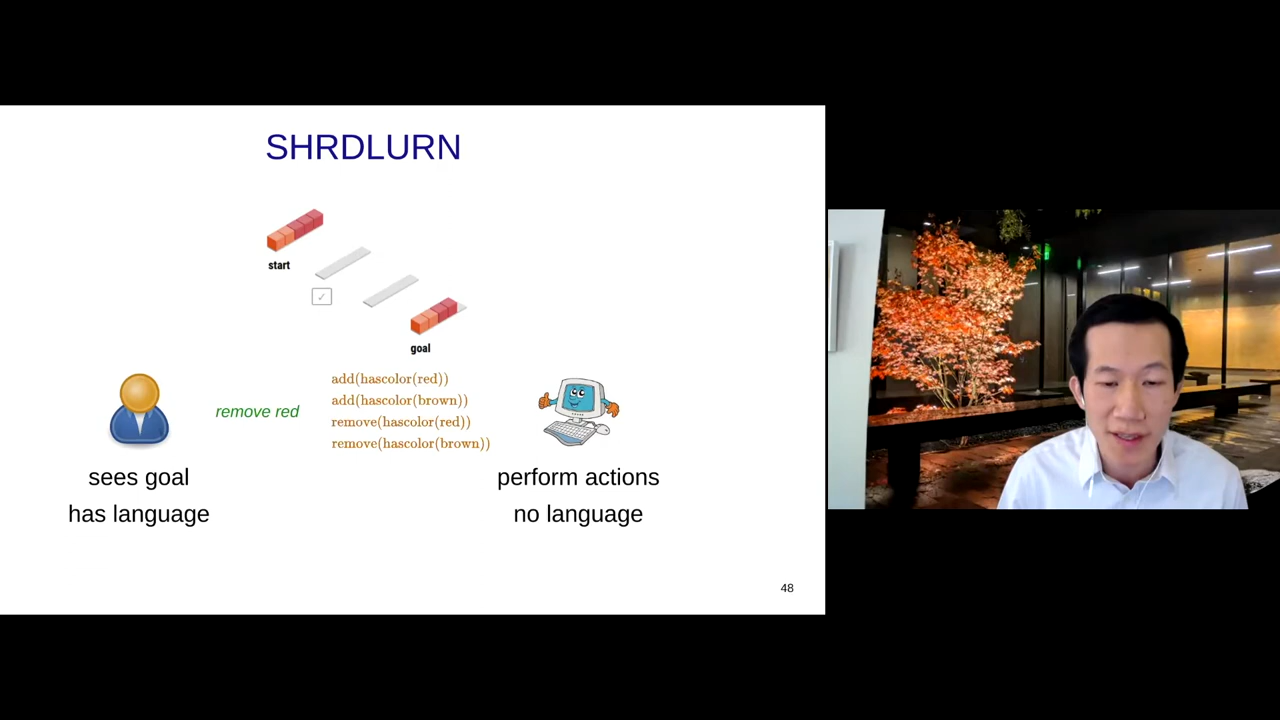 SHRDLURN
start
✓
goal
add(hascolor(red))
add(hascolor(brown))
remove red
remove(hascolor(red))
remove(hascolor(brown))
sees goal
perform actions
has language
no language
48